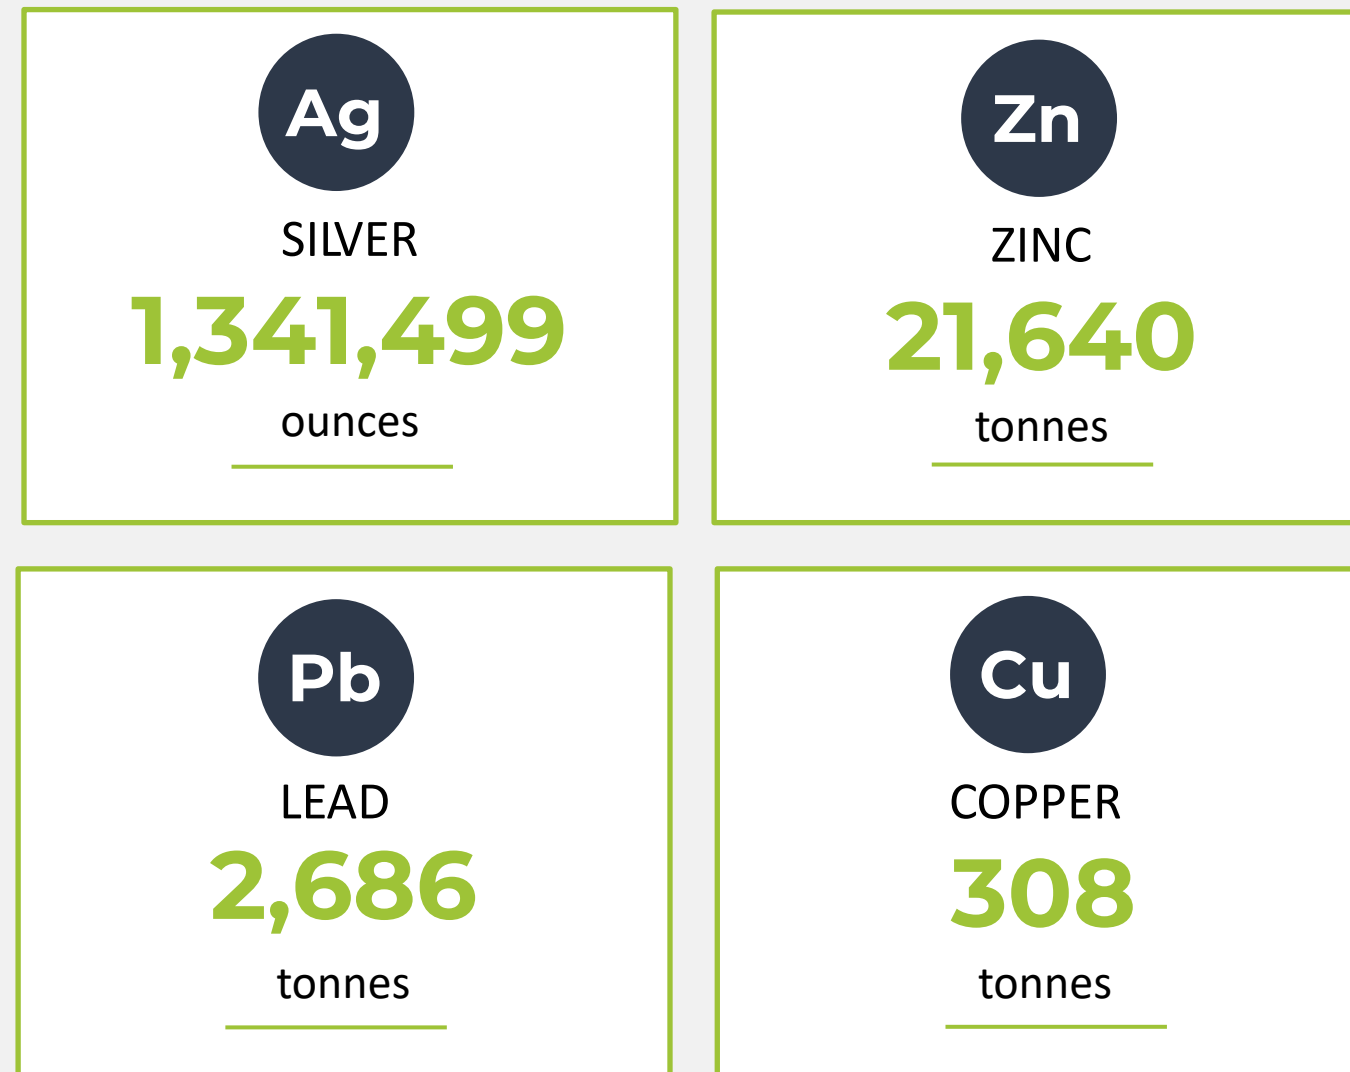 Ag
SILVER
1,341,499
ounces
Zn
ZINC
21,640
tonnes
Pb
LEAD
2,686
tonnes
Cu
COPPER
308
tonnes